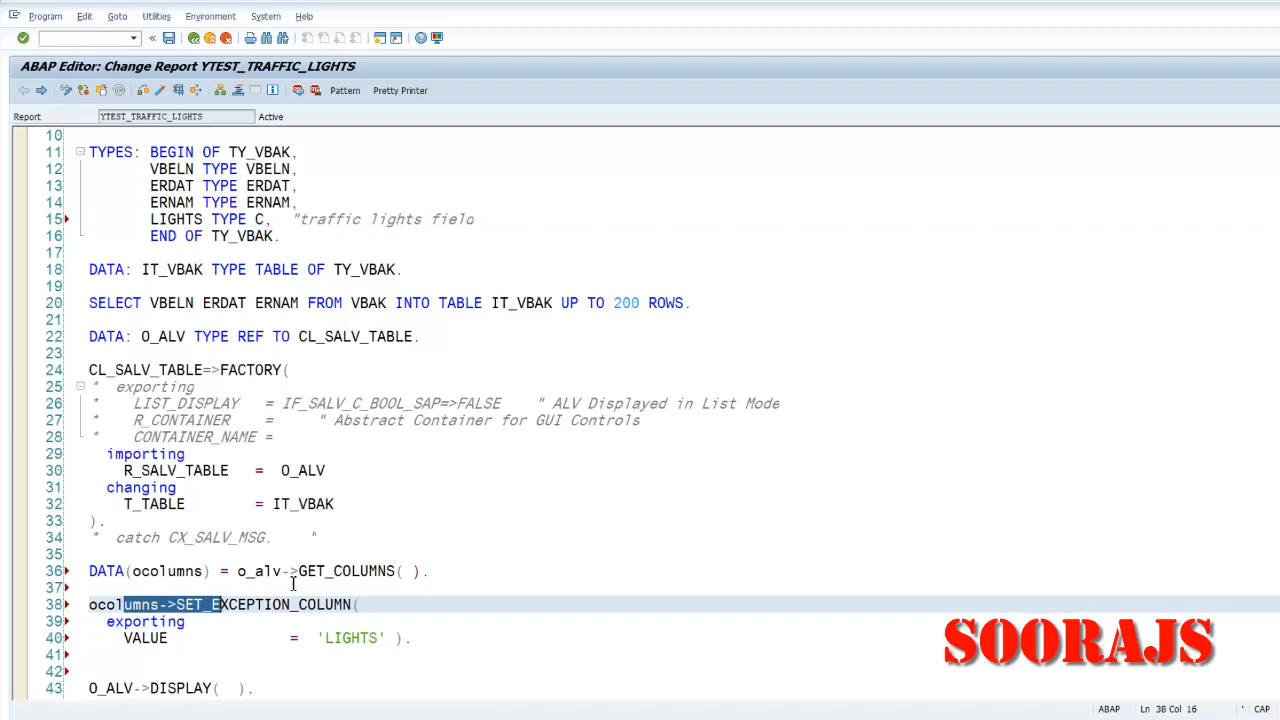 Program Edit Goto Utilities Environment System Help
ABAP Editor: Change Report YTEST_TRAFFIC_LIGHTS
Pattern Pretty Printer
Report YTEST_TRAFFIC_LIGHTS Active
10
11 TYPES: BEGIN OF TY_VBAK,
12 VBELN TYPE VBELN,
13 ERDAT TYPE ERDAT,
14 ERNAM TYPE ERNAM,
15 LIGHTS TYPE C, "traffic lights field
16 END OF TY_VBAK.
17
18 DATA: IT_VBAK TYPE TABLE OF TY_VBAK.
19
20 SELECT VBELN ERDAT ERNAM FROM VBAK INTO TABLE IT_VBAK UP TO 200 ROWS.
21
22 DATA: O_ALV TYPE REF TO CL_SALV_TABLE.
23
24 CL_SALV_TABLE=>FACTORY(
25 * exporting
26 * LIST_DISPLAY = IF_SALV_C_BOOL_SAP=>FALSE " ALV Displayed in List Mode
27 * R_CONTAINER = " Abstract Container for GUI Controls
28 * CONTAINER_NAME =
29 importing
30 R_SALV_TABLE = O_ALV
31 changing
32 T_TABLE = IT_VBAK
33 ).
34 * catch CX_SALV_MSG. "
35
36 DATA(ocolumns) = o_alv->GET_COLUMNS( ).
37
38 ocolumns->SET_EXCEPTION_COLUMN(
39 exporting
40 VALUE = 'LIGHTS' ).
41
42
43 O_ALV->DISPLAY( ).
SOORAJS
ABAP Ln 38 Col 16 CAP